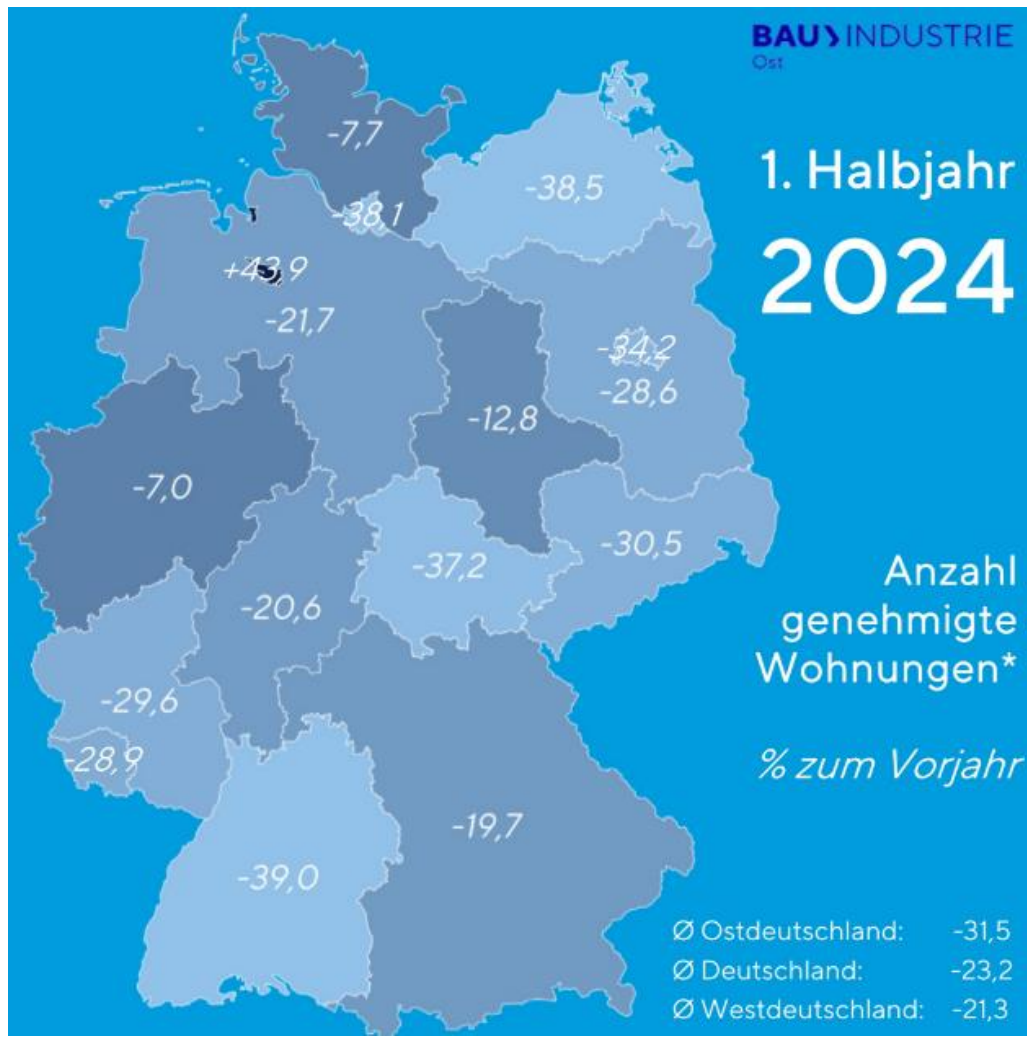 BAU❯INDUSTRIE
Ost
1. Halbjahr
2024
-7,7
-38,5
-38,1
+43,9
-21,7
-34,2
-28,6
-12,8
-7,0
-30,5
-37,2
-20,6
-29,6
-28,9
-19,7
-39,0
Anzahl
genehmigte
Wohnungen*
% zum Vorjahr
Ø Ostdeutschland: -31,5
Ø Deutschland: -23,2
Ø Westdeutschland: -21,3